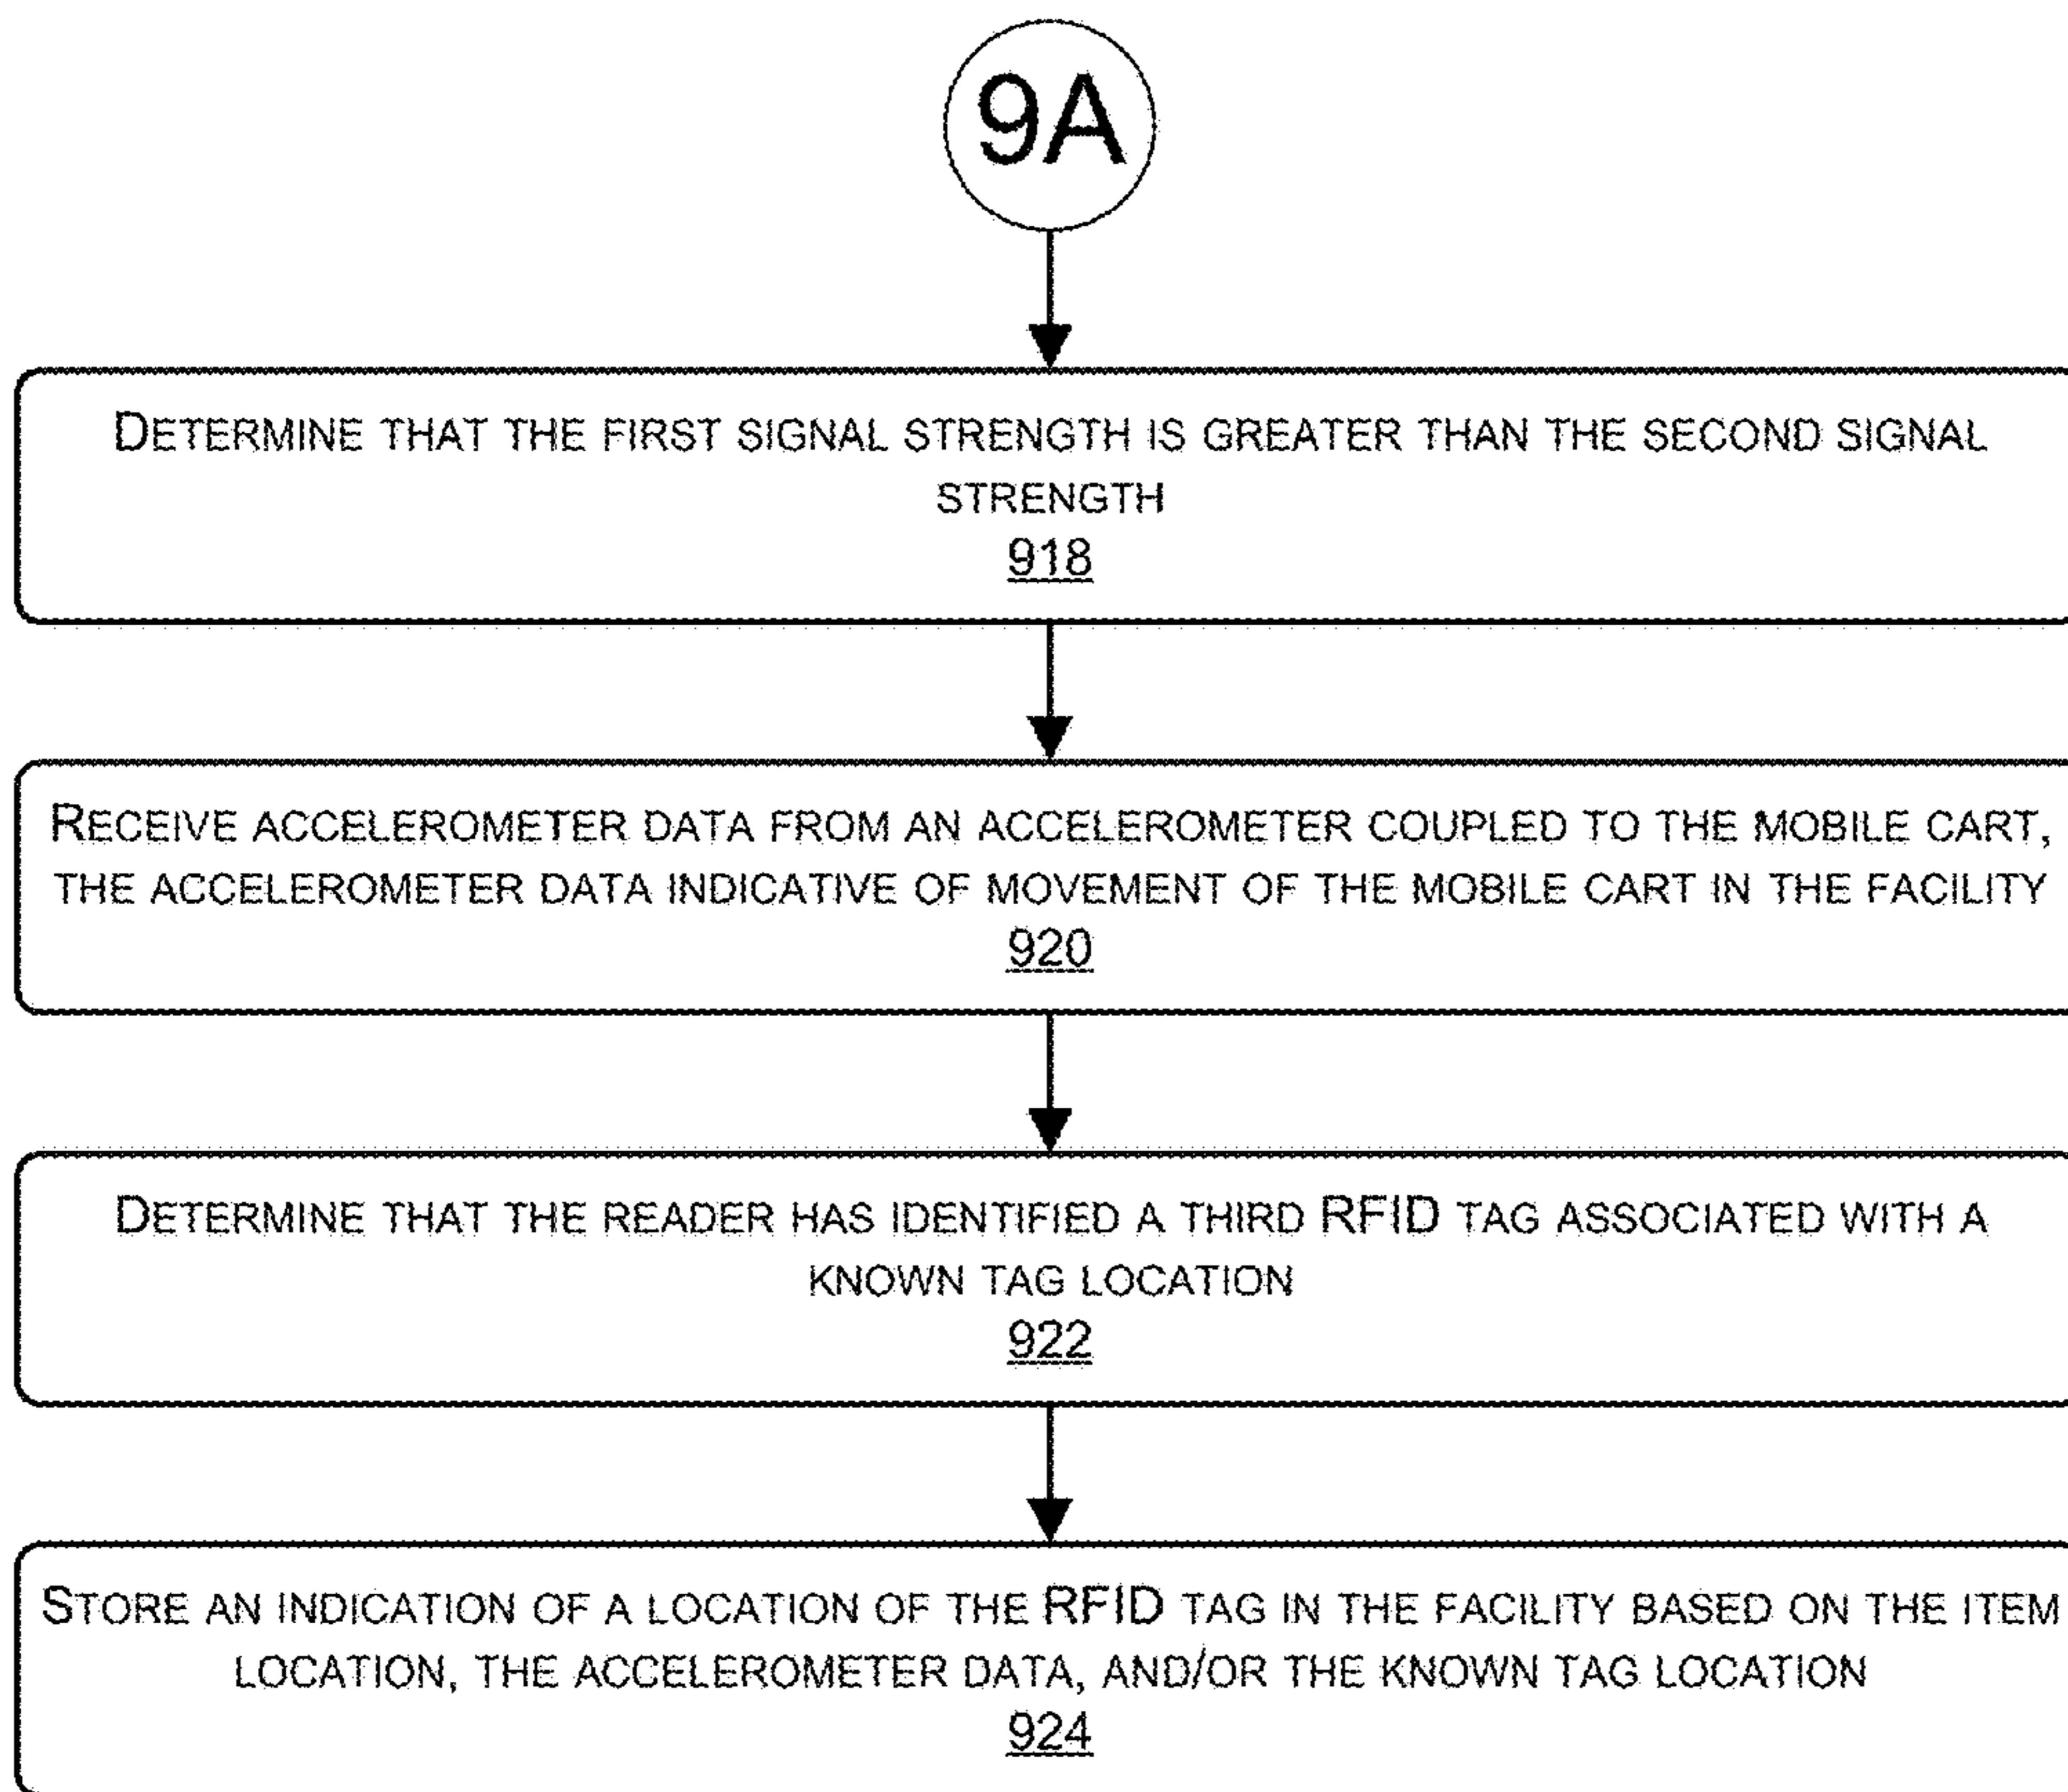 9A
DETERMINE THAT THE FIRST SIGNAL STRENGTH IS GREATER THAN THE SECOND SIGNAL
STRENGTH
918
RECEIVE ACCELEROMETER DATA FROM AN ACCELEROMETER COUPLED TO THE MOBILE CART,
THE ACCELEROMETER DATA INDICATIVE OF MOVEMENT OF THE MOBILE CART IN THE FACILITY
920
DETERMINE THAT THE READER HAS IDENTIFIED A THIRD RFID TAG ASSOCIATED WITH A
KNOWN TAG LOCATION
922
STORE AN INDICATION OF A LOCATION OF THE RFID TAG IN THE FACILITY BASED ON THE ITEM
LOCATION, THE ACCELEROMETER DATA, AND/OR THE KNOWN TAG LOCATION
924